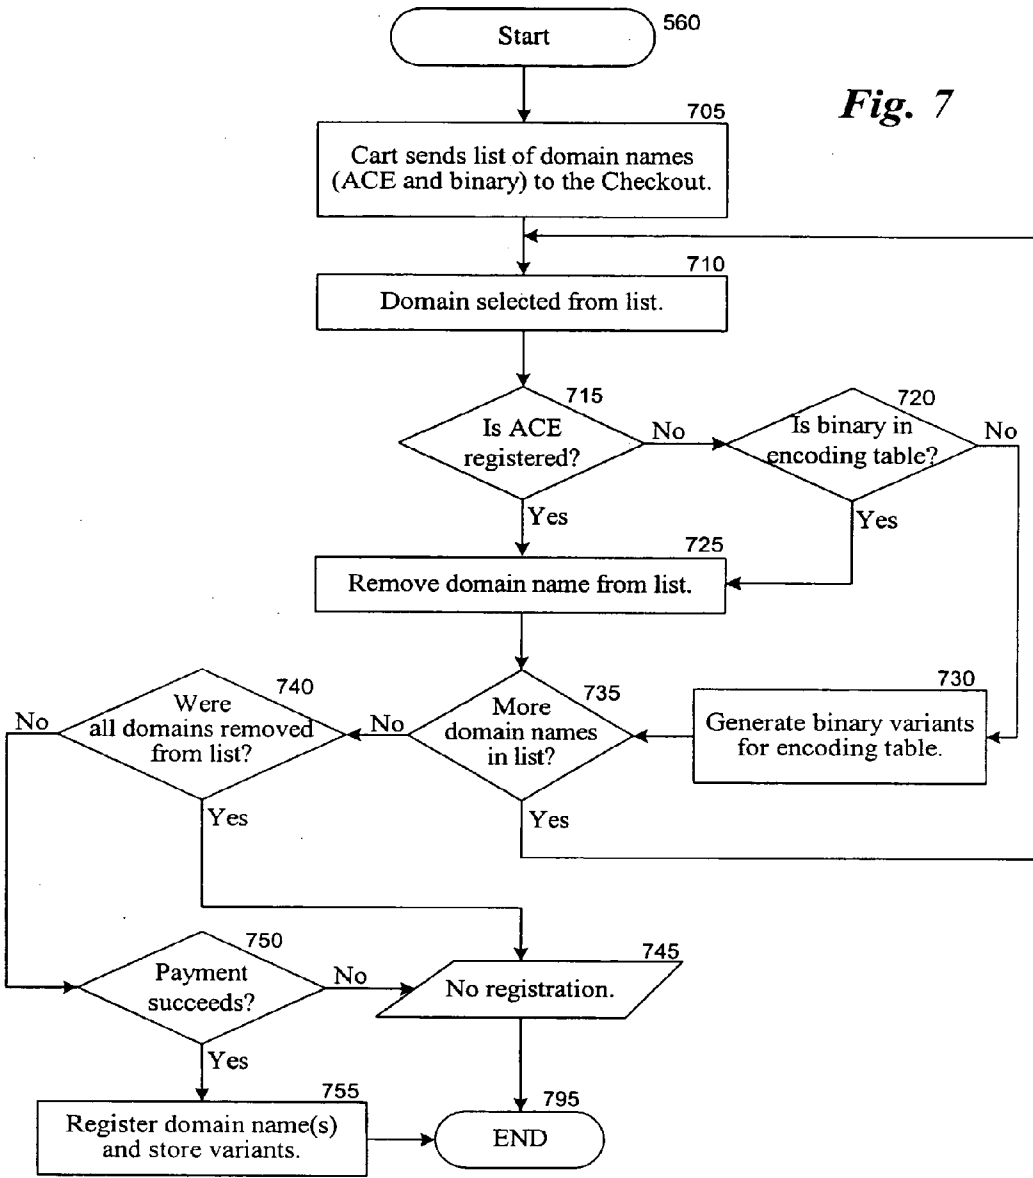 Start
560
Fig. 7
705
Cart sends list of domain names
(ACE and binary) to the Checkout.
710
Domain selected from list.
715
Is ACE
registered?
No
720
Is binary in
encoding table?
No
Yes
Yes
725
Remove domain name from list.
740
Were
all domains removed
from list?
No
No
735
More
domain names
in list?
730
Generate binary variants
for encoding table.
Yes
Yes
750
Payment
succeeds?
No
745
No registration.
Yes
755
Register domain name(s)
and store variants.
795
END